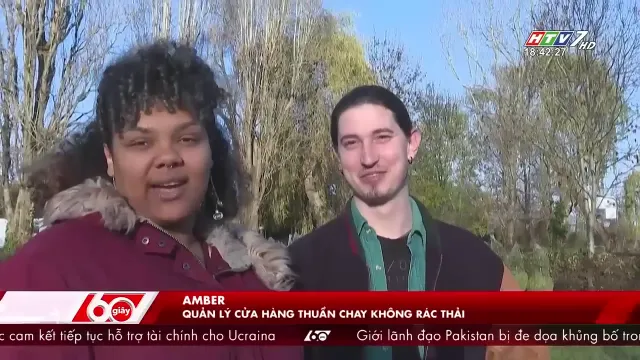 HTV7 HD
18:42:27
60 giây
AMBER
QUẢN LÝ CỬA HÀNG THUẦN CHAY KHÔNG RÁC THẢI
c cam kết tiếp tục hỗ trợ tài chính cho Ucraina 60 Giới lãnh đạo Pakistan bị đe dọa khủng bố tron